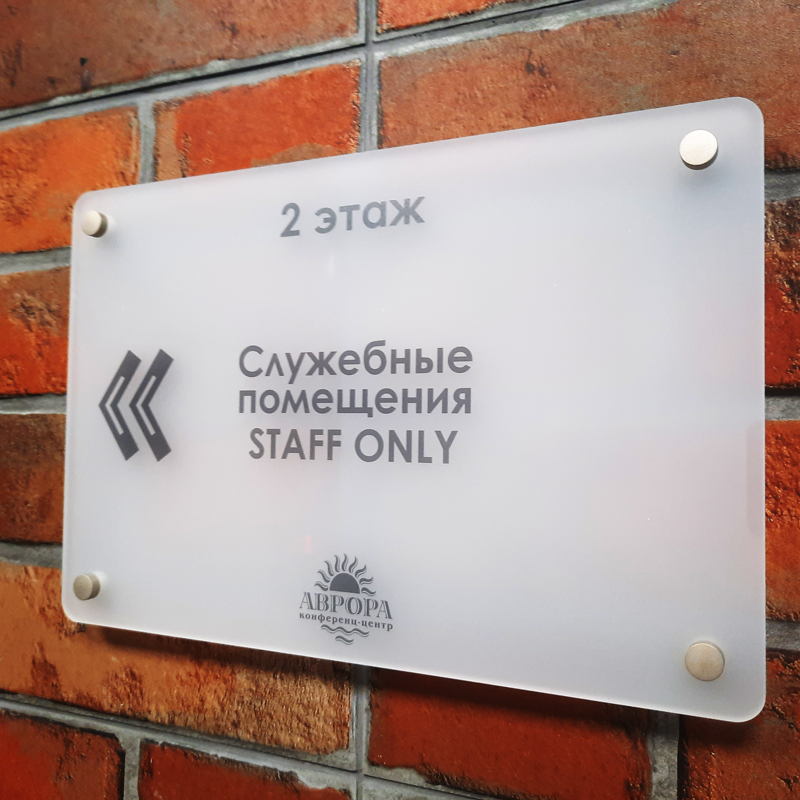 2 этаж
Служебные
помещения
STAFF ONLY
АВРОРА
конференц-центр